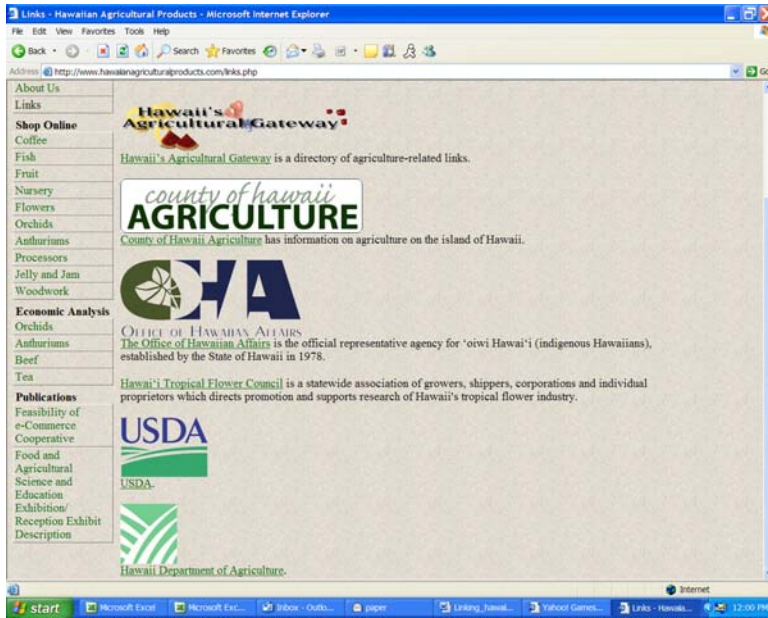 Links - Hawaiian Agricultural Products - Microsoft Internet Explorer
File Edit View Favorites Tools Help
Back Search Favorites
Address http://www.hawaiianagriculturalproducts.com/links.php Go
About Us
Links
Shop Online
Coffee
Fish
Fruit
Nursery
Flowers
Orchids
Anthuriums
Processors
Jelly and Jam
Woodwork
Economic Analysis
Orchids
Anthuriums
Beef
Tea
Publications
Feasibility of
e-Commerce
Cooperative
Food and
Agricultural
Science and
Education
Exhibition/
Reception Exhibit
Description
Hawaii's
Agricultural Gateway
Hawaii's Agricultural Gateway is a directory of agriculture-related links.
county of hawaii
AGRICULTURE
County of Hawaii Agriculture has information on agriculture on the island of Hawaii.
OHA
OFFICE OF HAWAIIAN AFFAIRS
The Office of Hawaiian Affairs is the official representative agency for ‘oiwi Hawai‘i (indigenous Hawaiians),
established by the State of Hawaii in 1978.
Hawai‘i Tropical Flower Council is a statewide association of growers, shippers, corporations and individual
proprietors which directs promotion and supports research of Hawaii's tropical flower industry.
USDA
USDA.
Hawaii Department of Agriculture.
Internet
start Microsoft Excel Microsoft Exc... Inbox - Outlo... paper Linking_hawai... Yahoo! Games... Links - Hawaiia... 12:00 PM